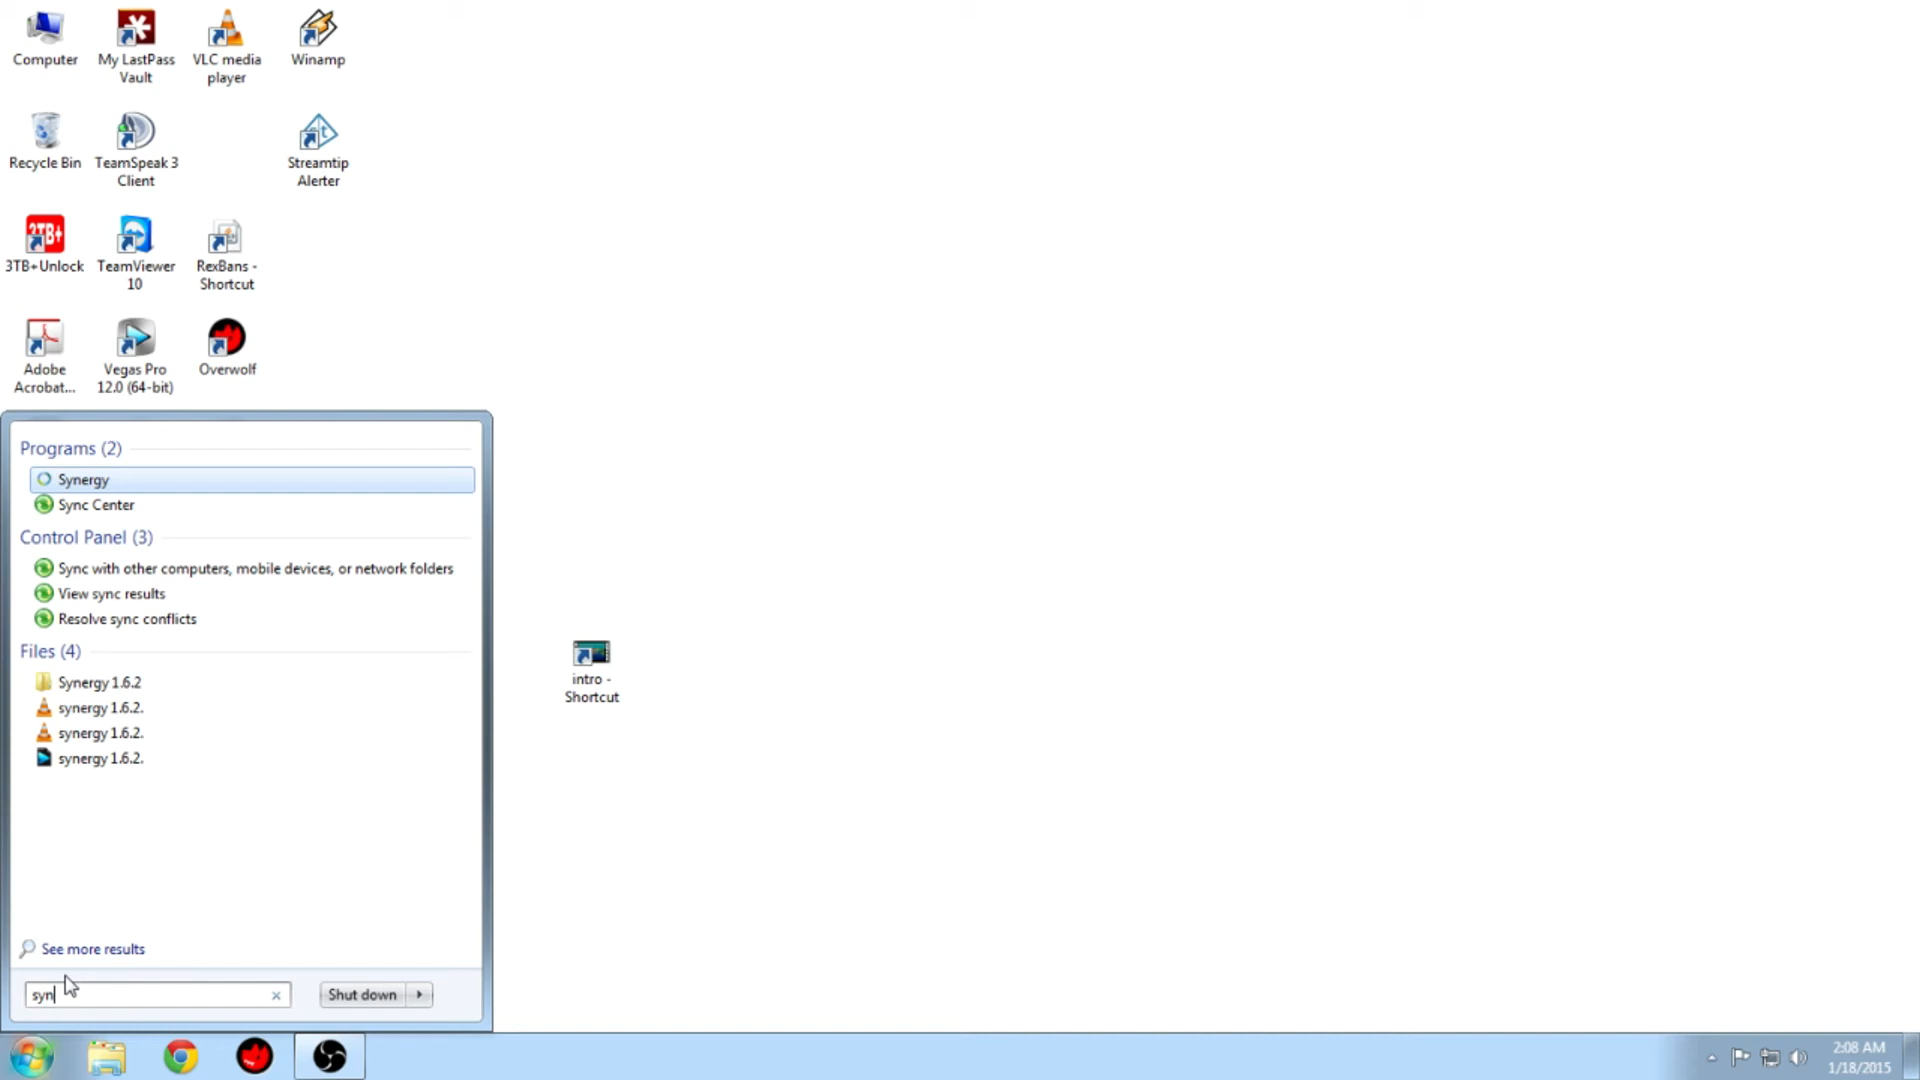 Computer
My LastPass
Vault
VLC media
player
Winamp
Recycle Bin
TeamSpeak 3
Client
t
Streamtip
Alerter
3TB+
3TB+Unlock
TeamViewer
10
RexBans -
Shortcut
Adobe
Acrobat...
Vegas Pro
12.0 (64-bit)
Overwolf
Programs (2)
Synergy
Sync Center
Control Panel (3)
Sync with other computers, mobile devices, or network folders
View sync results
Resolve sync conflicts
Files (4)
Synergy 1.6.2
synergy 1.6.2.
synergy 1.6.2.
synergy 1.6.2.
See more results
syn
Shut down
intro -
Shortcut
2:08 AM
1/18/2015